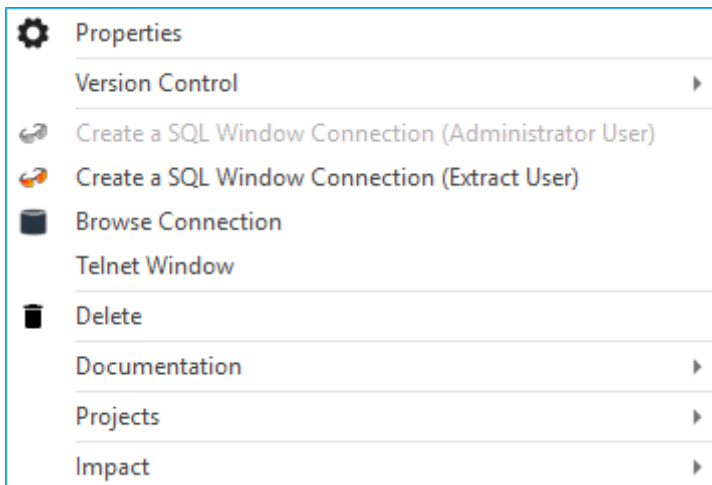 Properties
Version Control
Create a SQL Window Connection (Administrator User)
Create a SQL Window Connection (Extract User)
Browse Connection
Telnet Window
Delete
Documentation
Projects
Impact